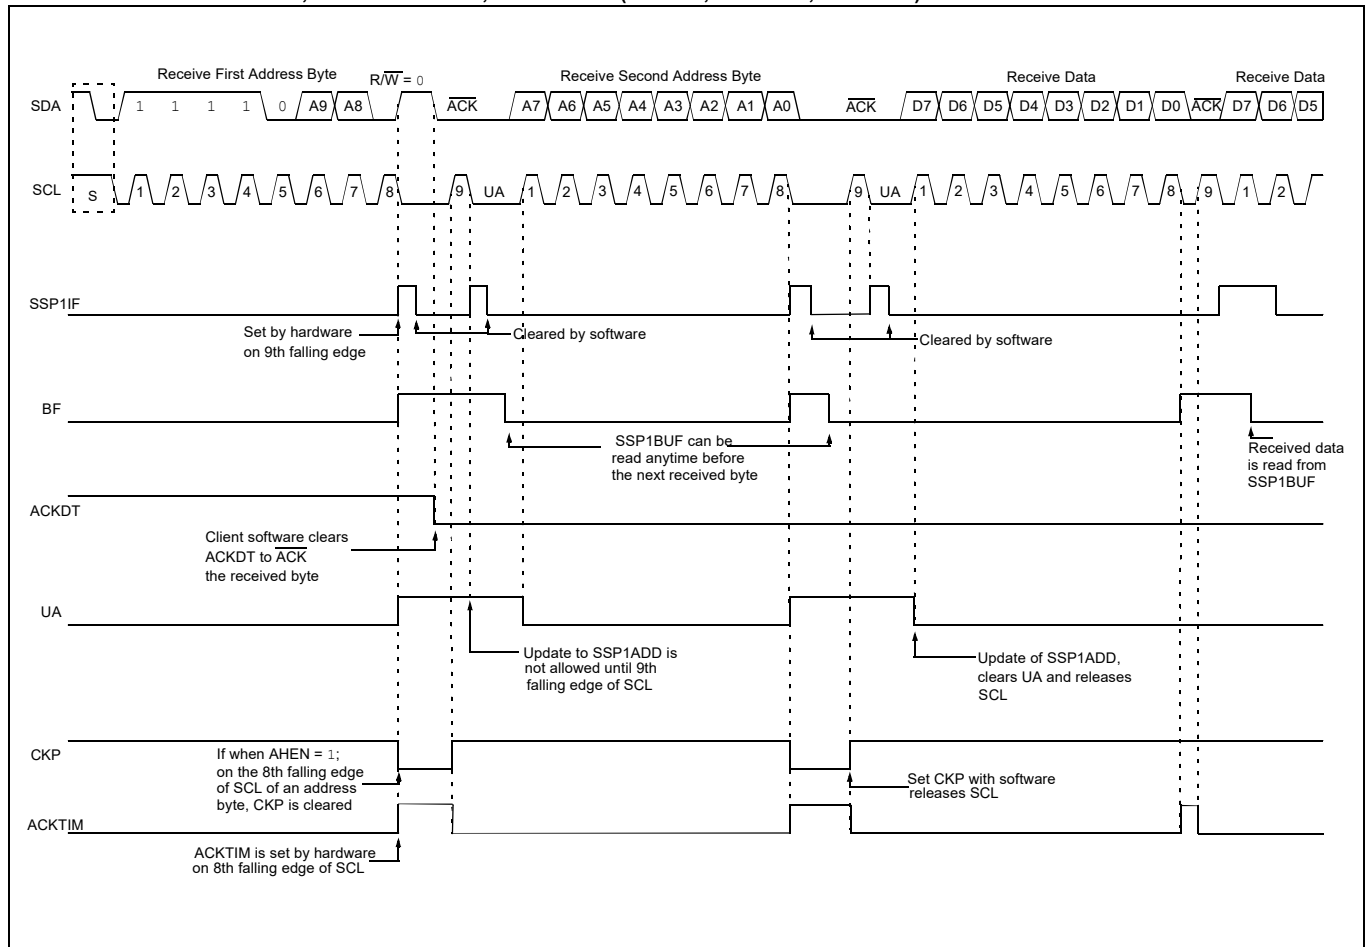 Receive First Address Byte
R/W = 0
Receive Second Address Byte
Receive Data
Receive Data
SDA
1 1 1 1 0 A9 A8
ACK
A7 A6 A5 A4 A3 A2 A1 A0
ACK
D7 D6 D5 D4 D3 D2 D1 D0
ACK
D7 D6 D5
SCL
S
1 2 3 4 5 6 7 8 9 UA 1 2 3 4 5 6 7 8 9 UA 1 2 3 4 5 6 7 8 9 1 2
SSP1IF
Set by hardware
on 9th falling edge
Cleared by software
Cleared by software
BF
SSP1BUF can be
read anytime before
the next received byte
Received data
is read from
SSP1BUF
ACKDT
Client software clears
ACKDT to ACK
the received byte
UA
Update to SSP1ADD is
not allowed until 9th
falling edge of SCL
Update of SSP1ADD,
clears UA and releases
SCL
CKP
If when AHEN = 1;
on the 8th falling edge
of SCL of an address
byte, CKP is cleared
Set CKP with software
releases SCL
ACKTIM
ACKTIM is set by hardware
on 8th falling edge of SCL